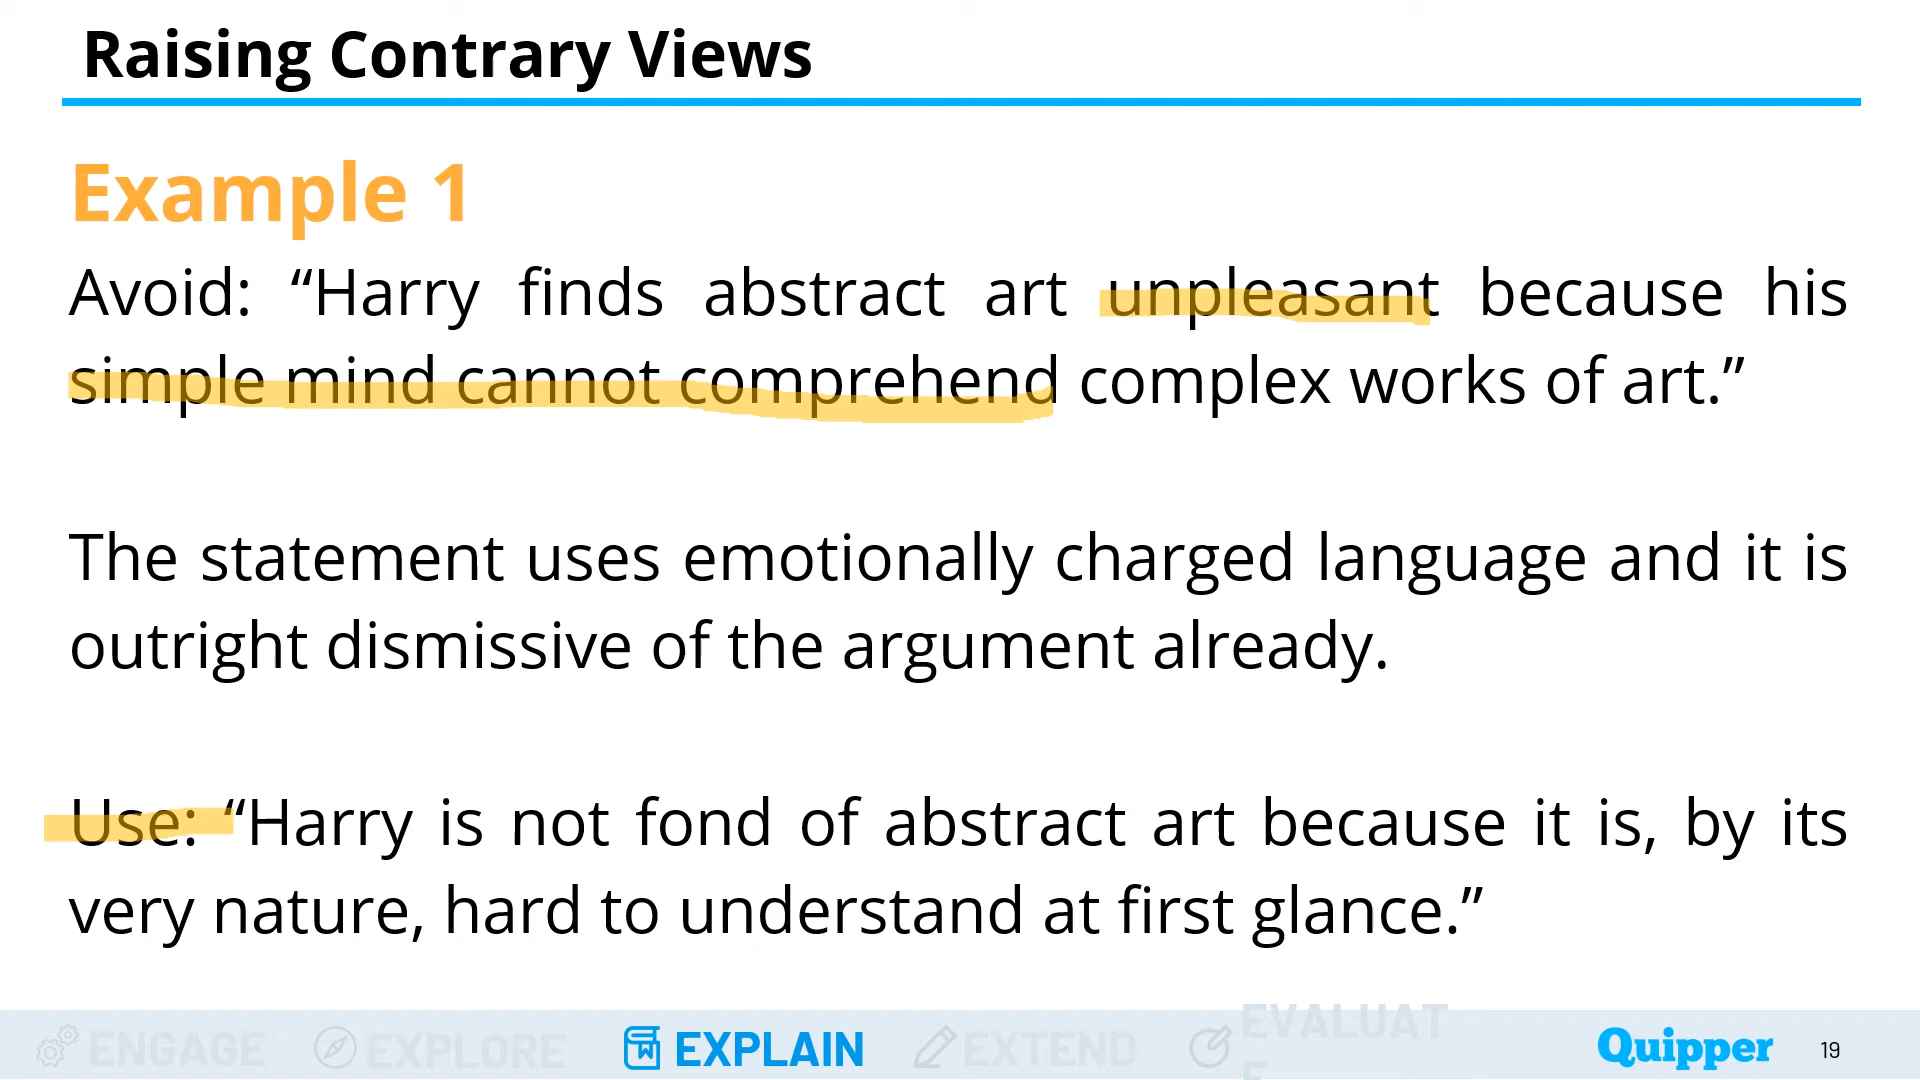 Raising Contrary Views
Example 1
Avoid: “Harry finds abstract art unpleasant because his
simple mind cannot comprehend complex works of art.”
The statement uses emotionally charged language and it is
outright dismissive of the argument already.
Use: “Harry is not fond of abstract art because it is, by its
very nature, hard to understand at first glance.”
ENGAGE EXPLORE EXPLAIN EXTEND EVALUAT
E
Quipper 19